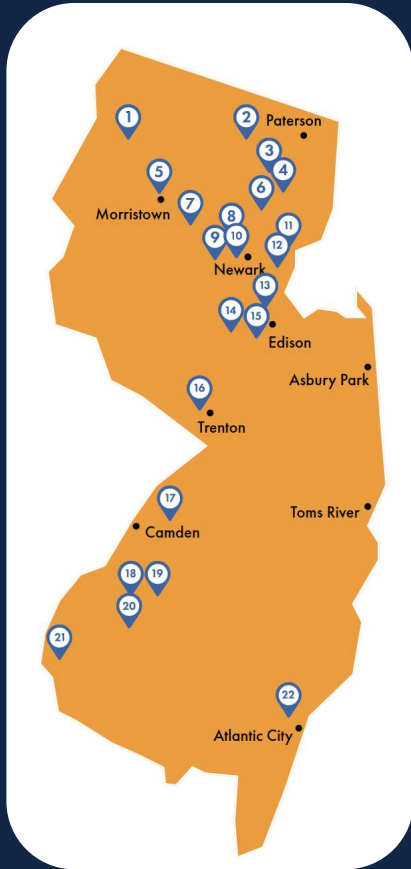 1
2
Paterson
3
4
5
6
Morristown
7
8
9
10
11
12
Newark
13
14
15
Edison
Asbury Park
16
Trenton
17
Toms River
Camden
18
19
20
21
22
Atlantic City